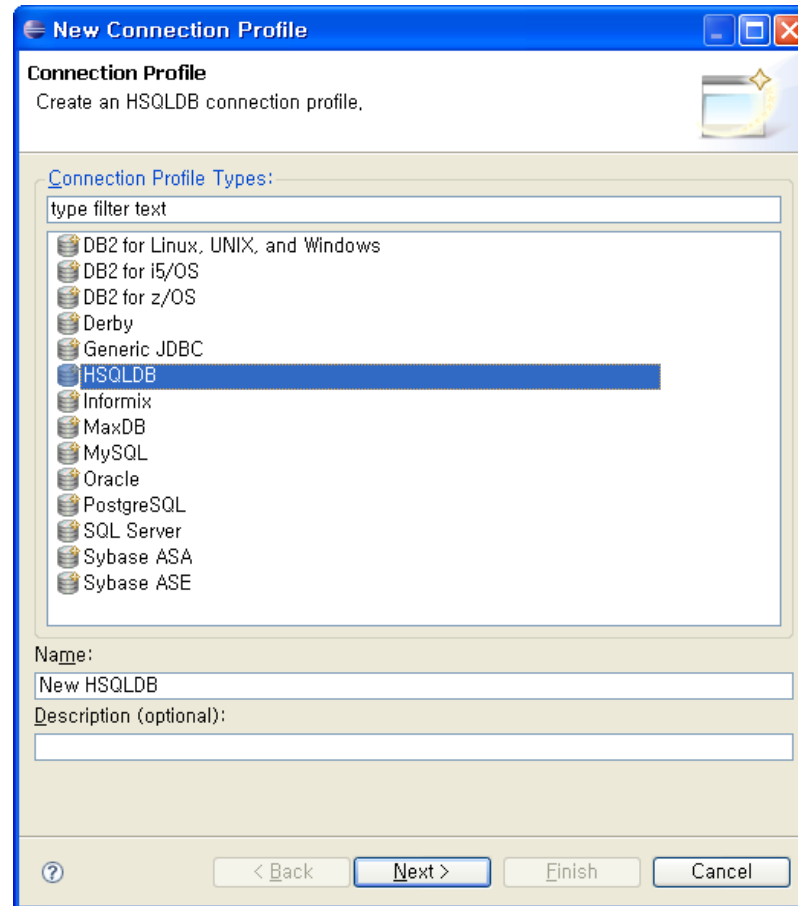 New Connection Profile
Connection Profile
Create an HSQLDB connection profile.
Connection Profile Types:
type filter text
DB2 for Linux, UNIX, and Windows
DB2 for i5/OS
DB2 for z/OS
Derby
Generic JDBC
HSQLDB
Informix
MaxDB
MySQL
Oracle
PostgreSQL
SQL Server
Sybase ASA
Sybase ASE
Name:
New HSQLDB
Description (optional):
< Back Next > Finish Cancel